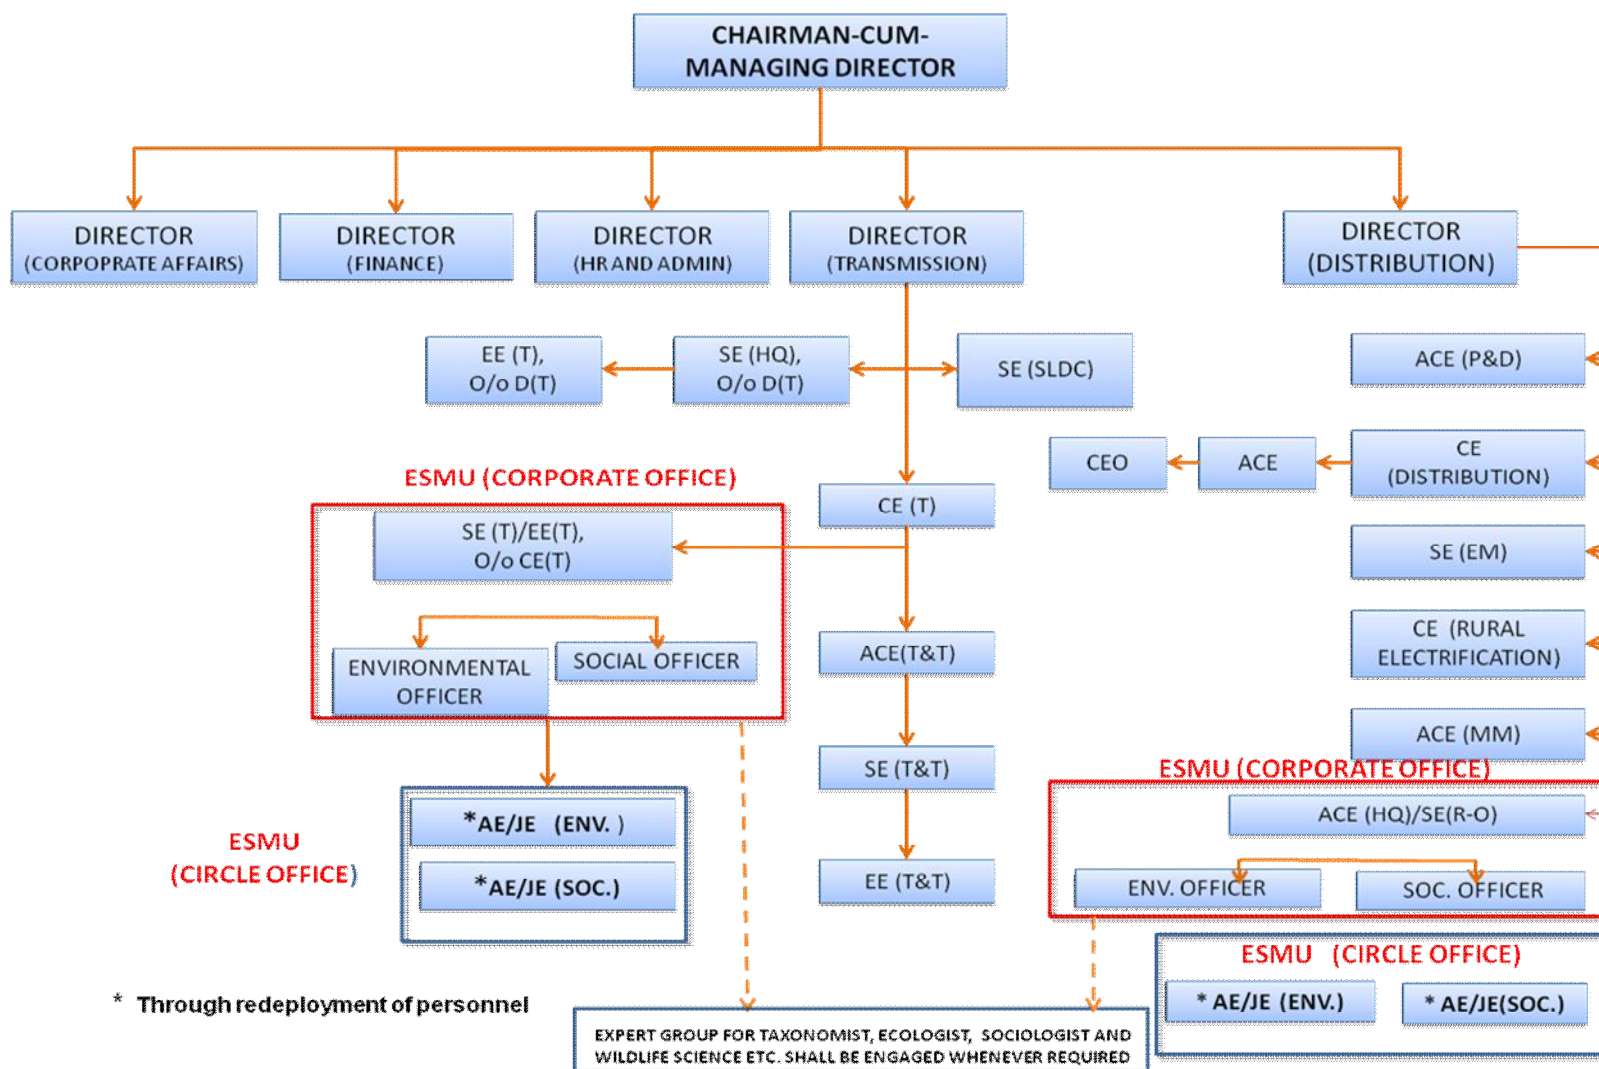 CHAIRMAN-CUM-
MANAGING DIRECTOR
DIRECTOR
(CORPOPRATE AFFAIRS)
DIRECTOR
(FINANCE)
DIRECTOR
(HR AND ADMIN)
DIRECTOR
(TRANSMISSION)
DIRECTOR
(DISTRIBUTION)
EE (T),
O/o D(T)
SE (HQ),
O/o D(T)
SE (SLDC)
ACE (P&D)
CEO
ACE
CE
(DISTRIBUTION)
ESMU (CORPORATE OFFICE)
CE (T)
SE (T)/EE(T),
O/o CE(T)
SE (EM)
ENVIRONMENTAL
OFFICER
SOCIAL OFFICER
ACE(T&T)
CE (RURAL
ELECTRIFICATION)
ACE (MM)
SE (T&T)
ESMU (CORPORATE OFFICE)
ACE (HQ)/SE(R-O)
ESMU
(CIRCLE OFFICE)
*AE/JE (ENV. )
*AE/JE (SOC.)
EE (T&T)
ENV. OFFICER
SOC. OFFICER
ESMU (CIRCLE OFFICE)
* AE/JE (ENV.)
* AE/JE(SOC.)
* Through redeployment of personnel
EXPERT GROUP FOR TAXONOMIST, ECOLOGIST, SOCIOLOGIST AND
WILDLIFE SCIENCE ETC. SHALL BE ENGAGED WHENEVER REQUIRED